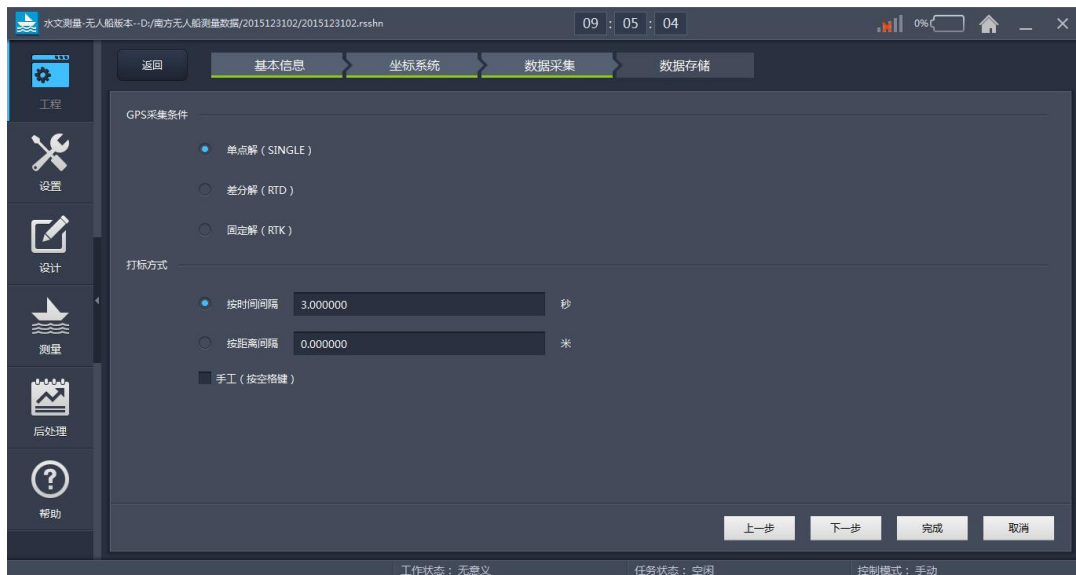 水文测量-无人船版本--D:/南方无人船测量数据/2015123102/2015123102.rsshn 09 : 05 : 04 0%
返回 基本信息 坐标系统 数据采集 数据存储
工程
设置
设计
测量
后处理
帮助
GPS采集条件
单点解（SINGLE）
差分解（RTD）
固定解（RTK）
打标方式
按时间间隔 3.000000 秒
按距离间隔 0.000000 米
手工（按空格键）
上一步 下一步 完成 取消
工作状态：无意义 任务状态：空闲 控制模式：手动